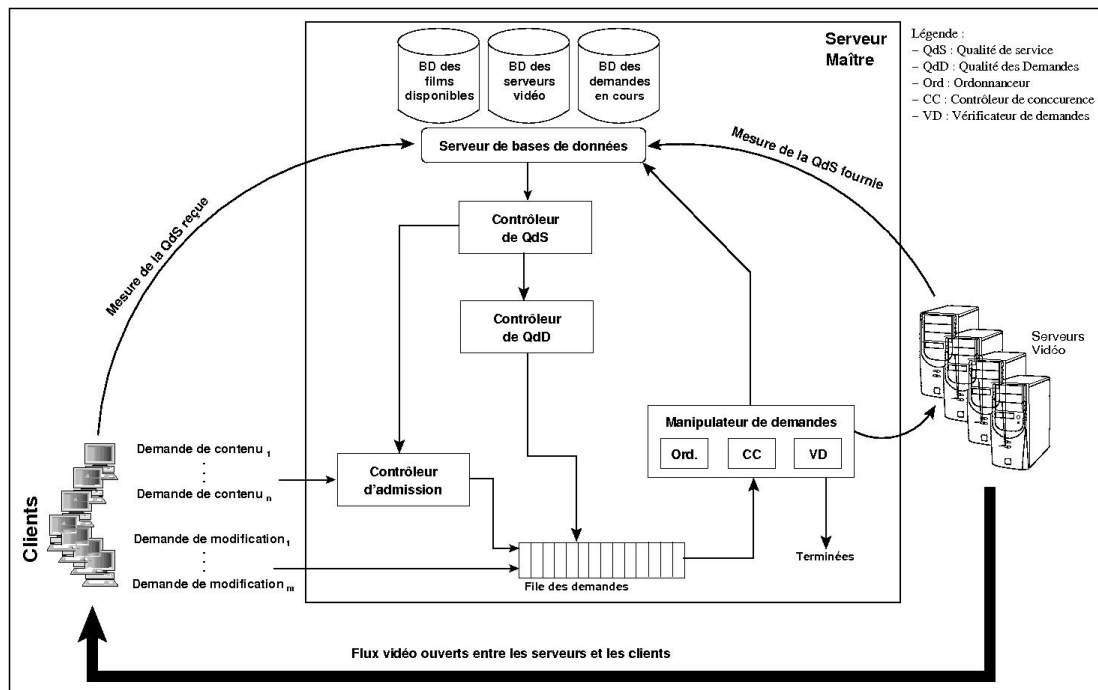 Serveur
Maître
Légende :
– QdS : Qualité de service
– QdD : Qualité des Demandes
– Ord : Ordonnanceur
– CC : Contrôleur de conccurence
– VD : Vérificateur de demandes
BD des
films
disponibles
BD des
serveurs
vidéo
BD des
demandes
en cours
Serveur de bases de données
Mesure de la QdS reçue
Mesure de la QdS fournie
Contrôleur
de QdS
Contrôleur
de QdD
Serveurs
Vidéo
Manipulateur de demandes
Ord.
CC
VD
Clients
Demande de contenu 1
Demande de contenu n
Contrôleur
d'admission
Demande de modification 1
Demande de modification m
File des demandes
Terminées
Flux vidéo ouverts entre les serveurs et les clients